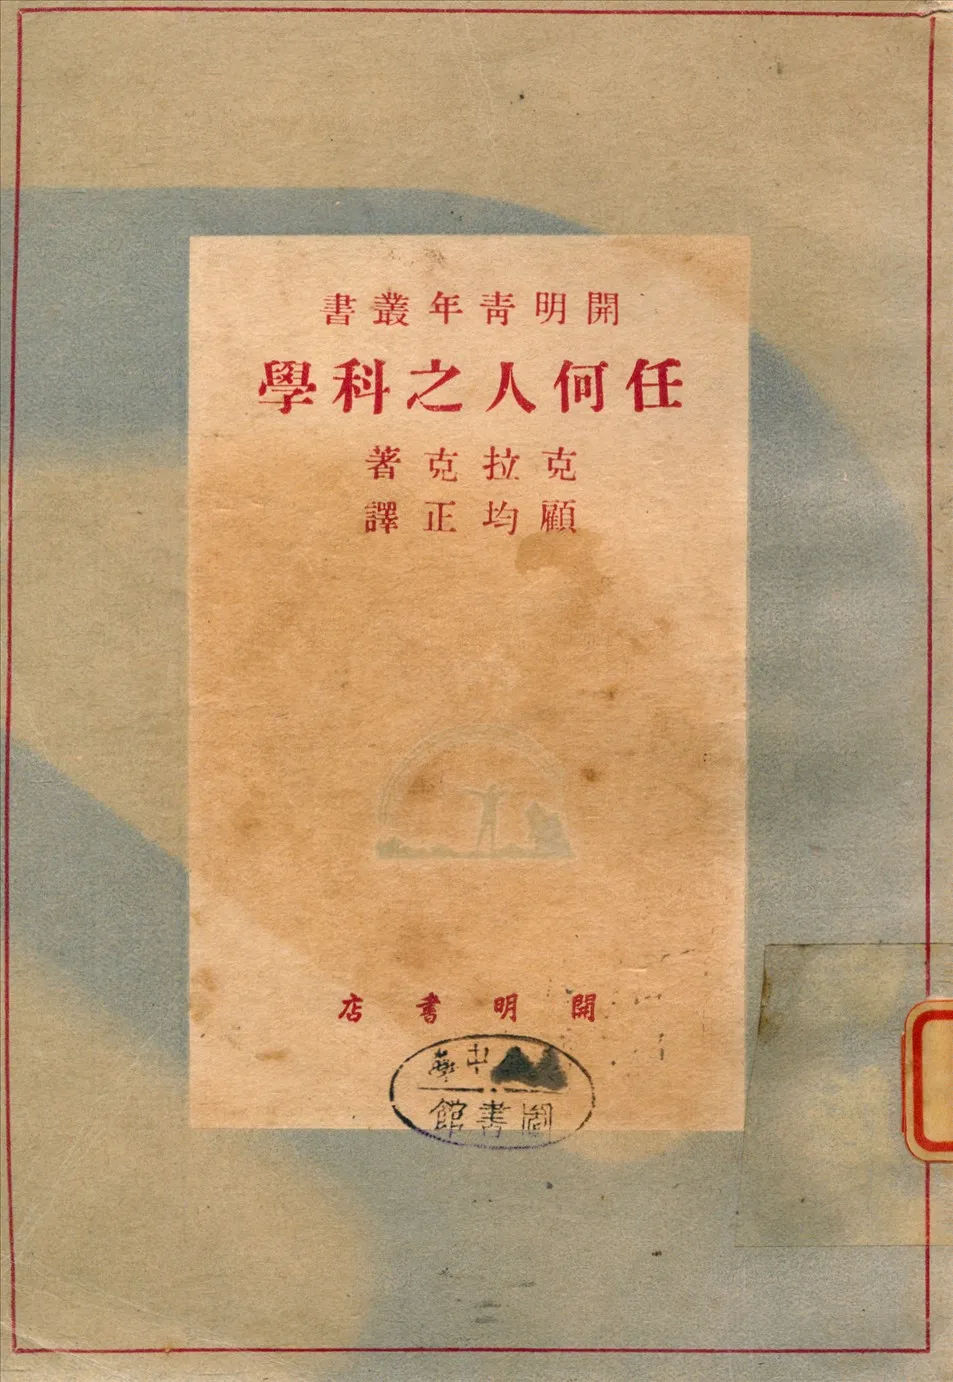 開明青年叢書
任何人之科學
克拉克著
顧均正譯
開明書店
中華
圖書館